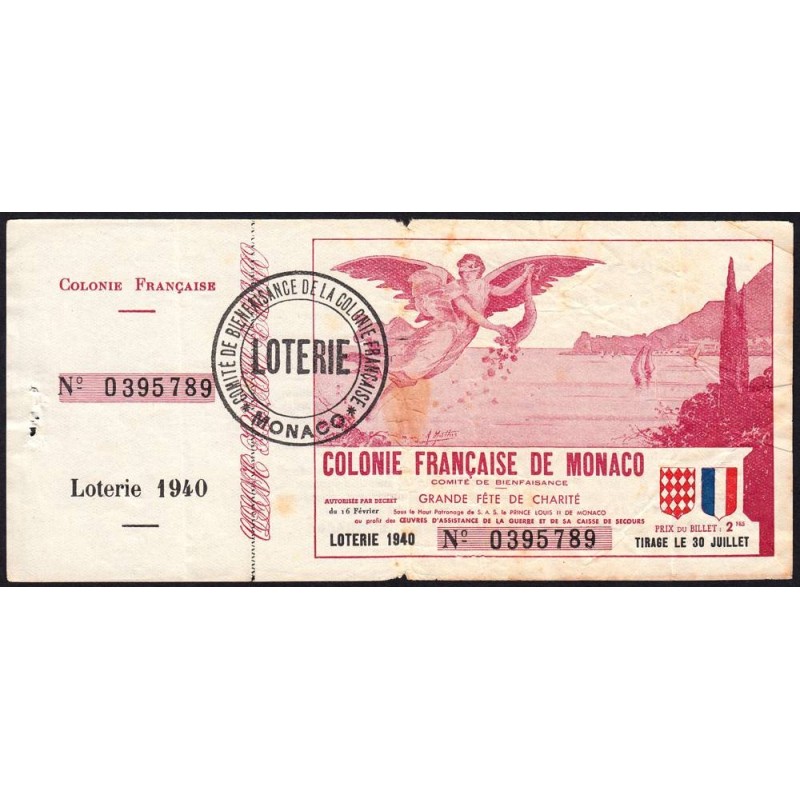 COLONIE FRANÇAISE
Nº 0395789
Loterie 1940
COMITÉ DE BIENFAISANCE DE LA COLONIE FRANÇAISE
LOTERIE
* MONACO *
COLONIE FRANÇAISE DE MONACO
COMITÉ DE BIENFAISANCE
AUTORISÉE PAR DECRET
du 16 Février
GRANDE FÊTE DE CHARITÉ
Sous le Haut Patronage de S. A. S. le PRINCE LOUIS II DE MONACO
au profit des ŒUVRES D'ASSISTANCE DE LA GUERRE ET DE SA CAISSE DE SECOURS
LOTERIE 1940 Nº 0395789
PRIX DU BILLET : 2 FRS
TIRAGE LE 30 JUILLET